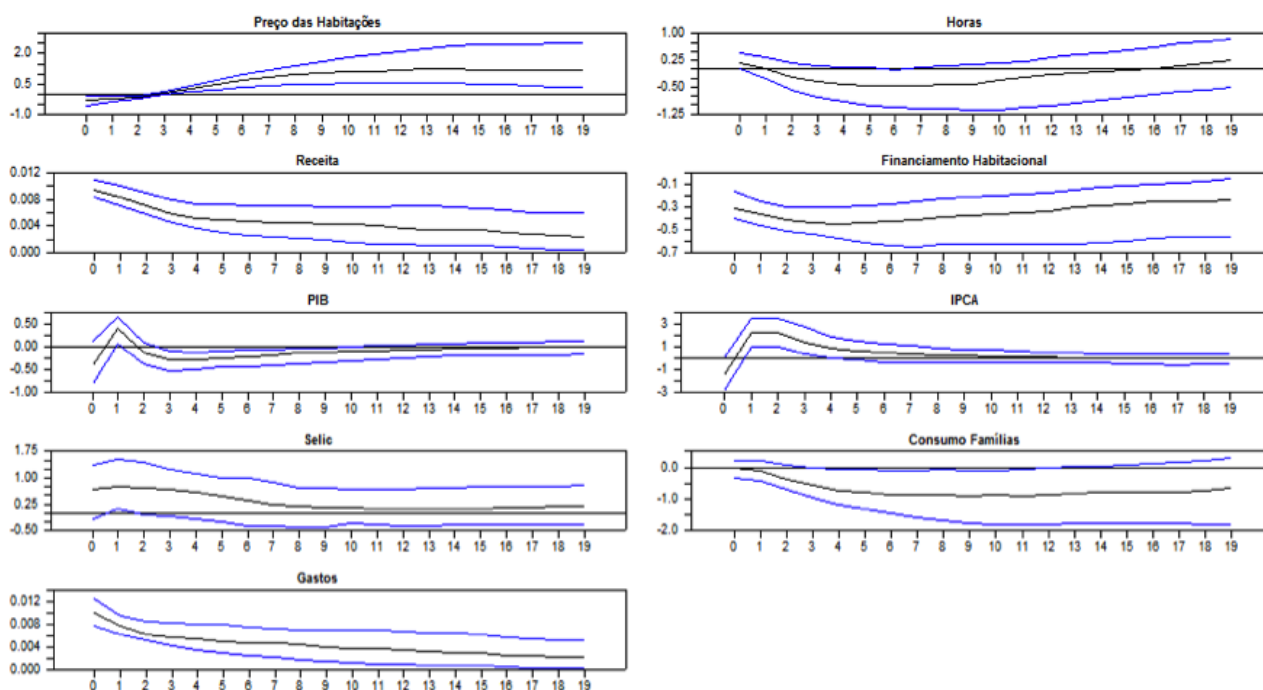 Preço das Habitações
2.0
0.5
-1.0
0 1 2 3 4 5 6 7 8 9 10 11 12 13 14 15 16 17 18 19
Horas
1.00
0.25
-0.50
-1.25
0 1 2 3 4 5 6 7 8 9 10 11 12 13 14 15 16 17 18 19
Receita
0.012
0.008
0.004
0.000
0 1 2 3 4 5 6 7 8 9 10 11 12 13 14 15 16 17 18 19
Financiamento Habitacional
-0.1
-0.3
-0.5
-0.7
0 1 2 3 4 5 6 7 8 9 10 11 12 13 14 15 16 17 18 19
PIB
0.50
0.00
-0.50
-1.00
0 1 2 3 4 5 6 7 8 9 10 11 12 13 14 15 16 17 18 19
IPCA
3
1
-1
-3
0 1 2 3 4 5 6 7 8 9 10 11 12 13 14 15 16 17 18 19
Selic
1.75
1.00
0.25
-0.50
0 1 2 3 4 5 6 7 8 9 10 11 12 13 14 15 16 17 18 19
Consumo Famílias
0.0
-1.0
-2.0
0 1 2 3 4 5 6 7 8 9 10 11 12 13 14 15 16 17 18 19
Gastos
0.012
0.008
0.004
0.000
0 1 2 3 4 5 6 7 8 9 10 11 12 13 14 15 16 17 18 19